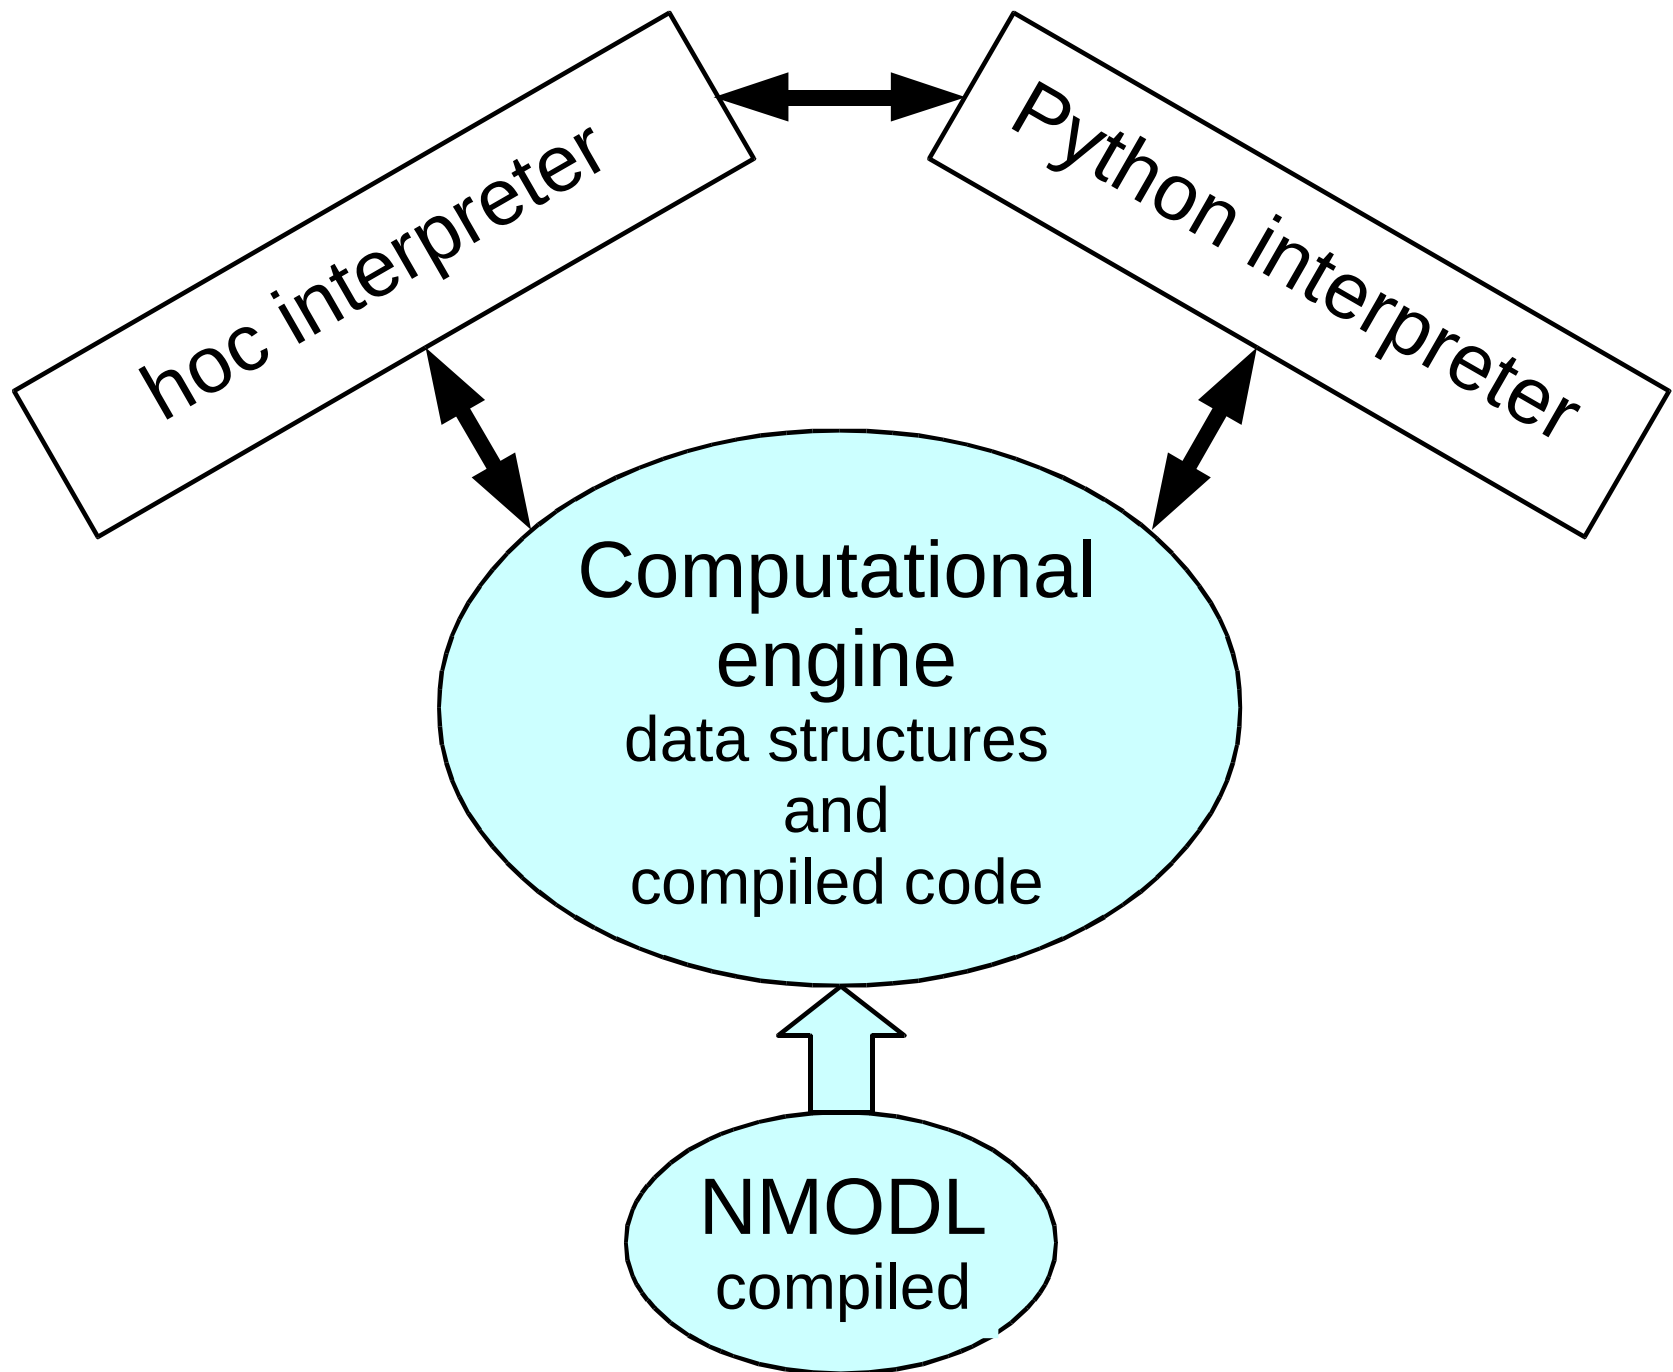 hoc interpreter
Python interpreter
Computational
engine
data structures
and
compiled code
NMODL
compiled